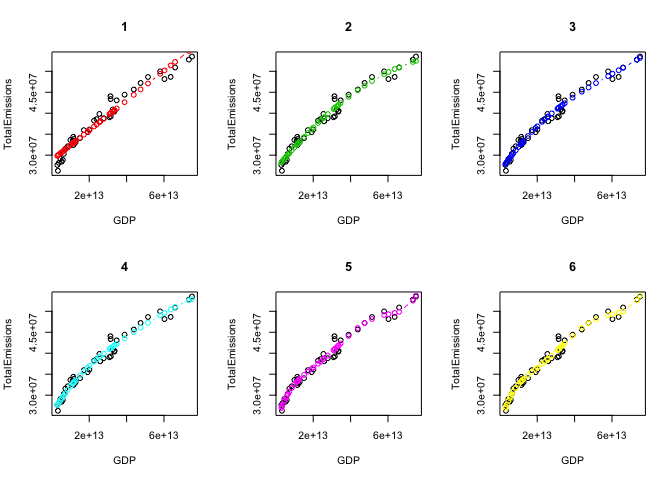 1
TotalEmissions
3.0e+07 4.5e+07
2e+13 6e+13
GDP
2
TotalEmissions
3.0e+07 4.5e+07
2e+13 6e+13
GDP
3
TotalEmissions
3.0e+07 4.5e+07
2e+13 6e+13
GDP
4
TotalEmissions
3.0e+07 4.5e+07
2e+13 6e+13
GDP
5
TotalEmissions
3.0e+07 4.5e+07
2e+13 6e+13
GDP
6
TotalEmissions
3.0e+07 4.5e+07
2e+13 6e+13
GDP